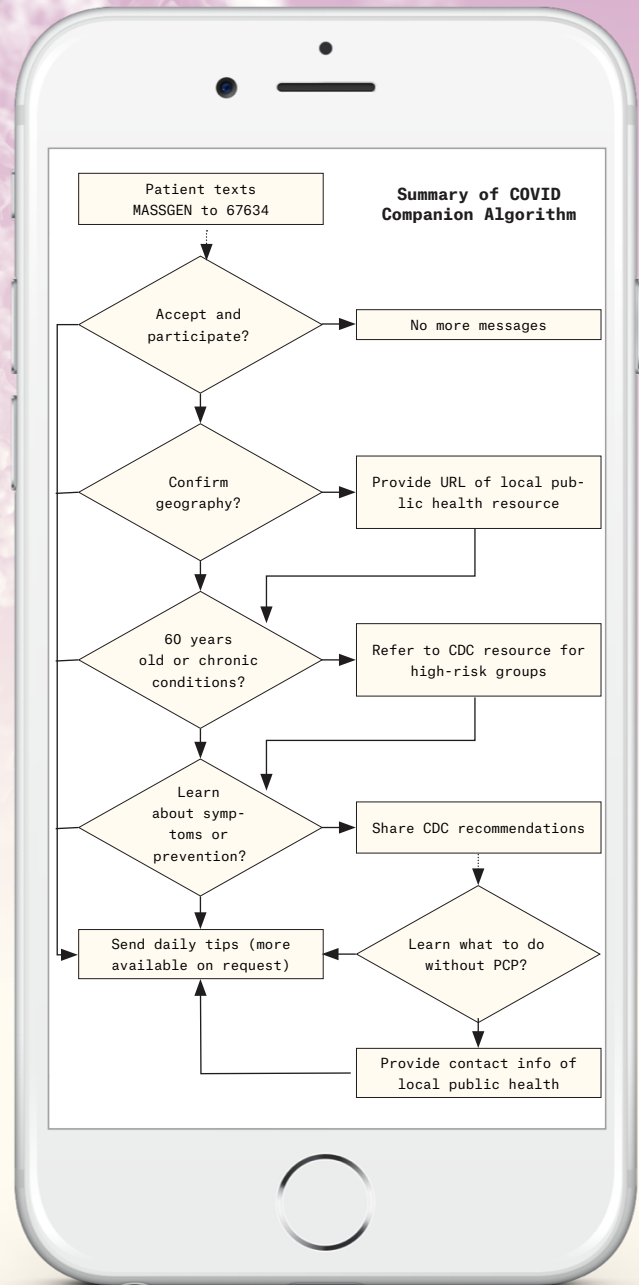 Patient texts
MASSGEN to 67634
Summary of COVID
Companion Algorithm
Accept and
participate?
No more messages
Confirm
geography?
Provide URL of local pub-
lic health resource
60 years
old or chronic
conditions?
Refer to CDC resource for
high-risk groups
Learn
about symp-
toms or
prevention?
Share CDC recommendations
Send daily tips (more
available on request)
Learn what to do
without PCP?
Provide contact info of
local public health